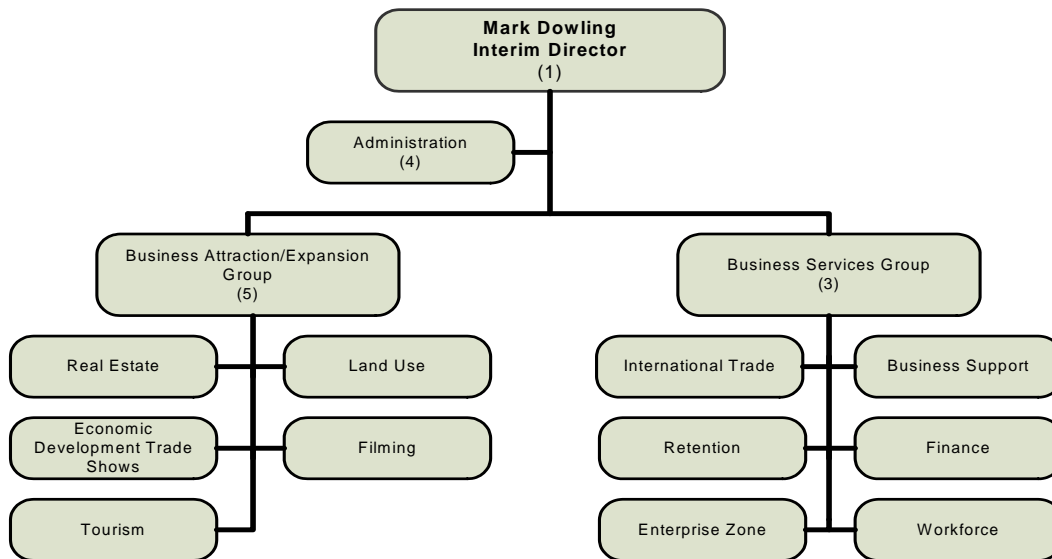 Mark Dowling
Interim Director
(1)
Administration
(4)
Business Attraction/Expansion
Group
(5)
Business Services Group
(3)
Real Estate
Land Use
International Trade
Business Support
Economic
Development Trade
Shows
Filming
Retention
Finance
Tourism
Enterprise Zone
Workforce